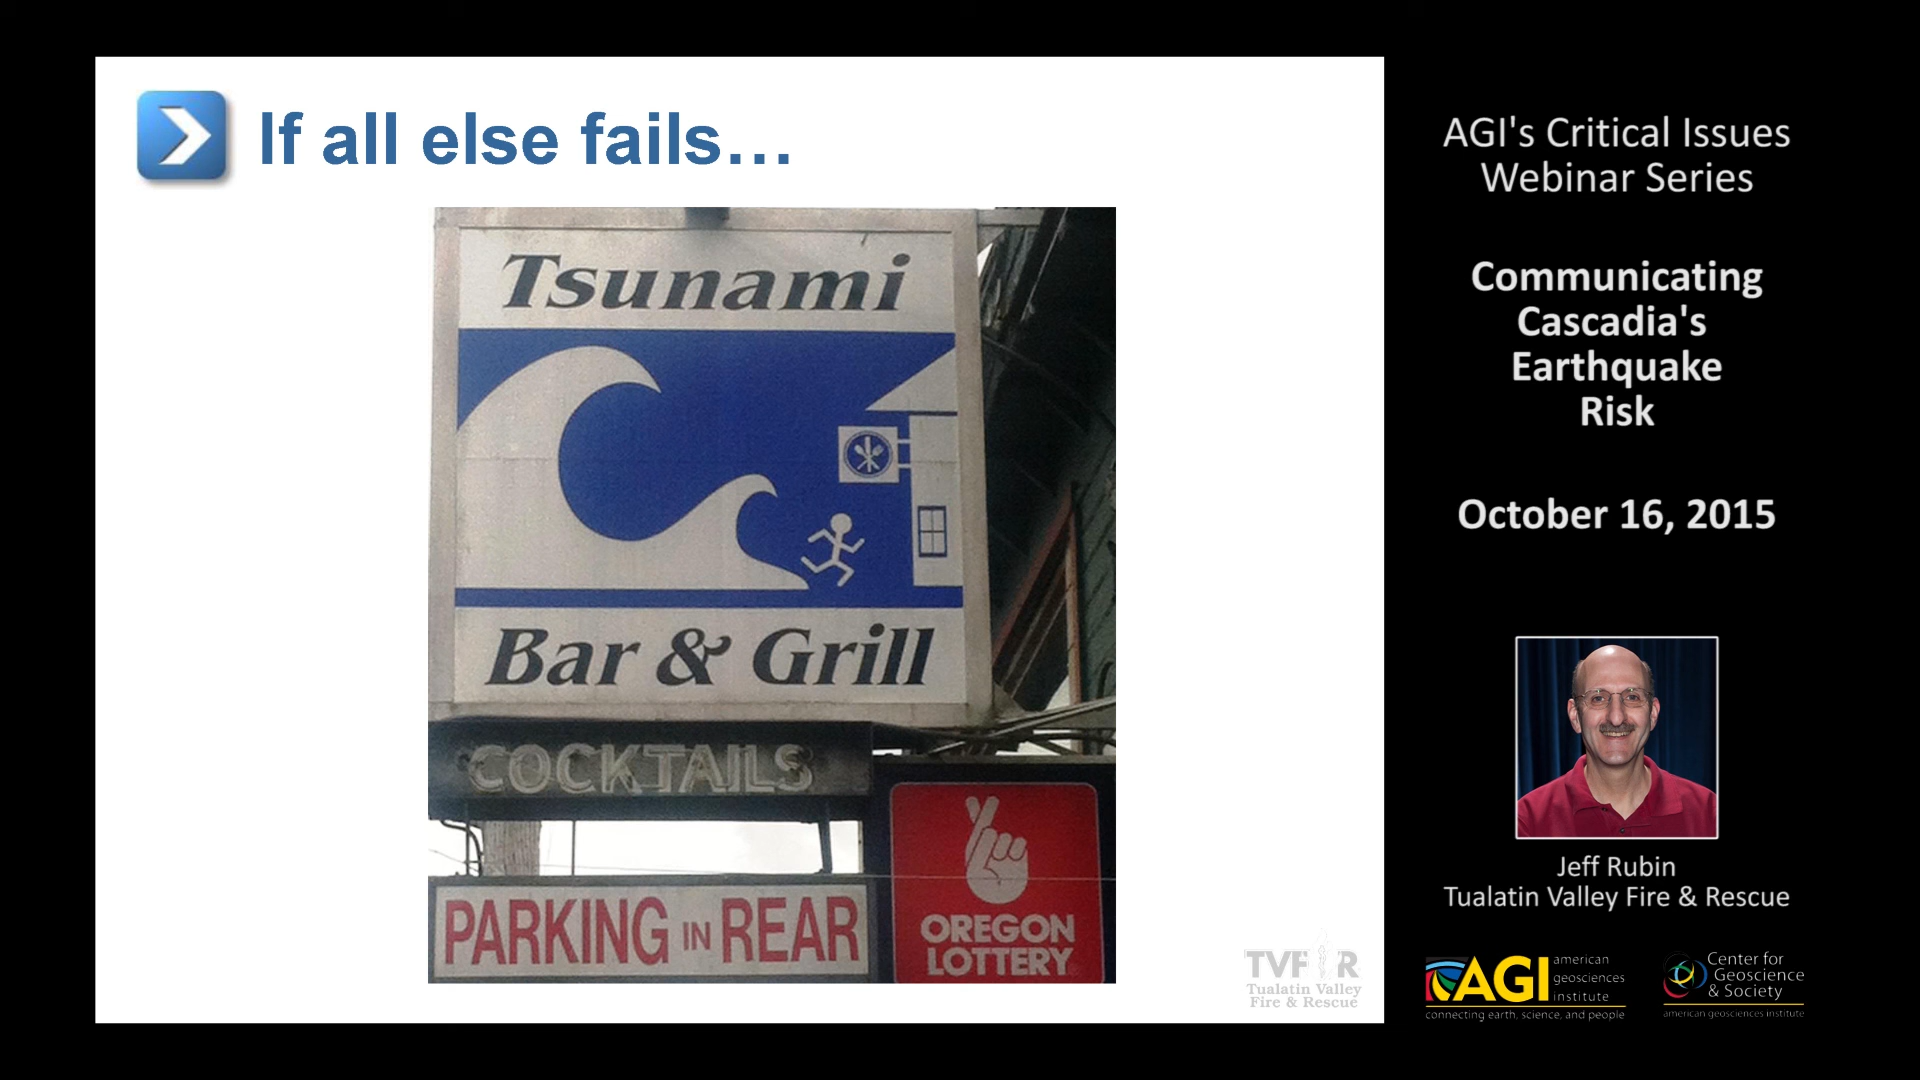 If all else fails…
Tsunami
Bar & Grill
COCKTAILS
PARKING IN REAR
OREGON
LOTTERY
TVF R
Tualatin Valley
Fire & Rescue
AGI's Critical Issues
Webinar Series
Communicating
Cascadia's
Earthquake
Risk
October 16, 2015
Jeff Rubin
Tualatin Valley Fire & Rescue
AGI
american
geosciences
institute
connecting earth, science, and people
Center for
Geoscience
& Society
american geosciences institute